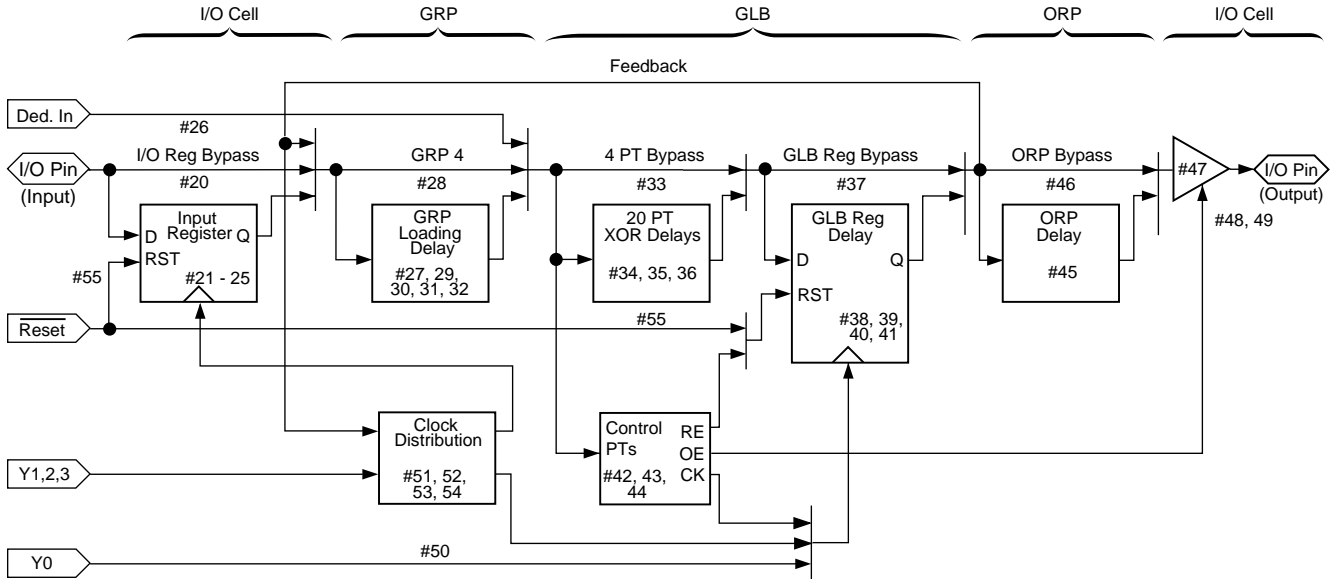 I/O Cell
GRP
GLB
ORP
I/O Cell
Feedback
Ded. In
#26
I/O Pin
(Input)
I/O Reg Bypass
#20
GRP 4
#28
4 PT Bypass
#33
GLB Reg Bypass
#37
ORP Bypass
#46
#47
I/O Pin
(Output)
#48, 49
Input
Register
D
Q
RST
#21 - 25
#55
GRP
Loading
Delay
#27, 29,
30, 31, 32
20 PT
XOR Delays
#34, 35, 36
GLB Reg
Delay
D
Q
RST
#38, 39,
40, 41
ORP
Delay
#45
Reset
#55
Clock
Distribution
#51, 52,
53, 54
Control
PTs
RE
OE
CK
#42, 43,
44
Y1,2,3
Y0
#50